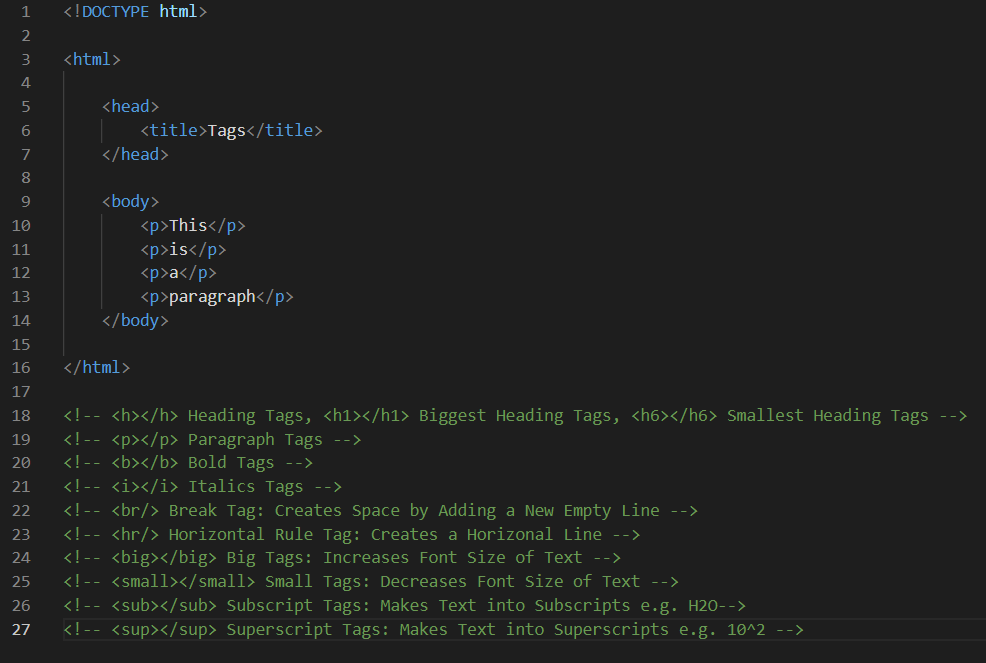 1 <!DOCTYPE html>
2
3 <html>
4
5 <head>
6 <title>Tags</title>
7 </head>
8
9 <body>
10 <p>This</p>
11 <p>is</p>
12 <p>a</p>
13 <p>paragraph</p>
14 </body>
15
16 </html>
17
18 <!-- <h></h> Heading Tags, <h1></h1> Biggest Heading Tags, <h6></h6> Smallest Heading Tags -->
19 <!-- <p></p> Paragraph Tags -->
20 <!-- <b></b> Bold Tags -->
21 <!-- <i></i> Italics Tags -->
22 <!-- <br/> Break Tag: Creates Space by Adding a New Empty Line -->
23 <!-- <hr/> Horizontal Rule Tag: Creates a Horizonal Line -->
24 <!-- <big></big> Big Tags: Increases Font Size of Text -->
25 <!-- <small></small> Small Tags: Decreases Font Size of Text -->
26 <!-- <sub></sub> Subscript Tags: Makes Text into Subscripts e.g. H2O-->
27 <!-- <sup></sup> Superscript Tags: Makes Text into Superscripts e.g. 10^2 -->